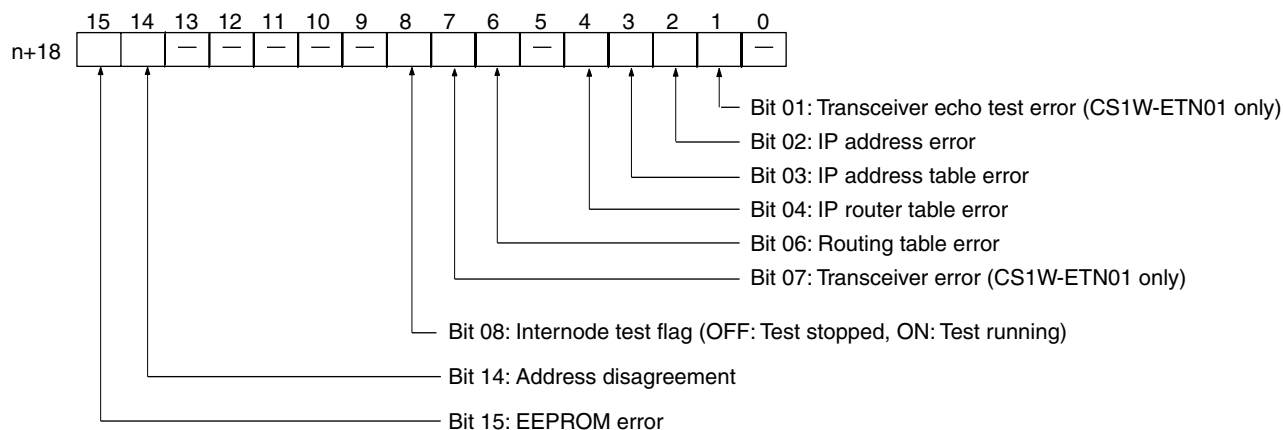 15 14 13 12 11 10 9 8 7 6 5 4 3 2 1 0
n+18 — — — — — — —
Bit 01: Transceiver echo test error (CS1W-ETN01 only)
Bit 02: IP address error
Bit 03: IP address table error
Bit 04: IP router table error
Bit 06: Routing table error
Bit 07: Transceiver error (CS1W-ETN01 only)
Bit 08: Internode test flag (OFF: Test stopped, ON: Test running)
Bit 14: Address disagreement
Bit 15: EEPROM error